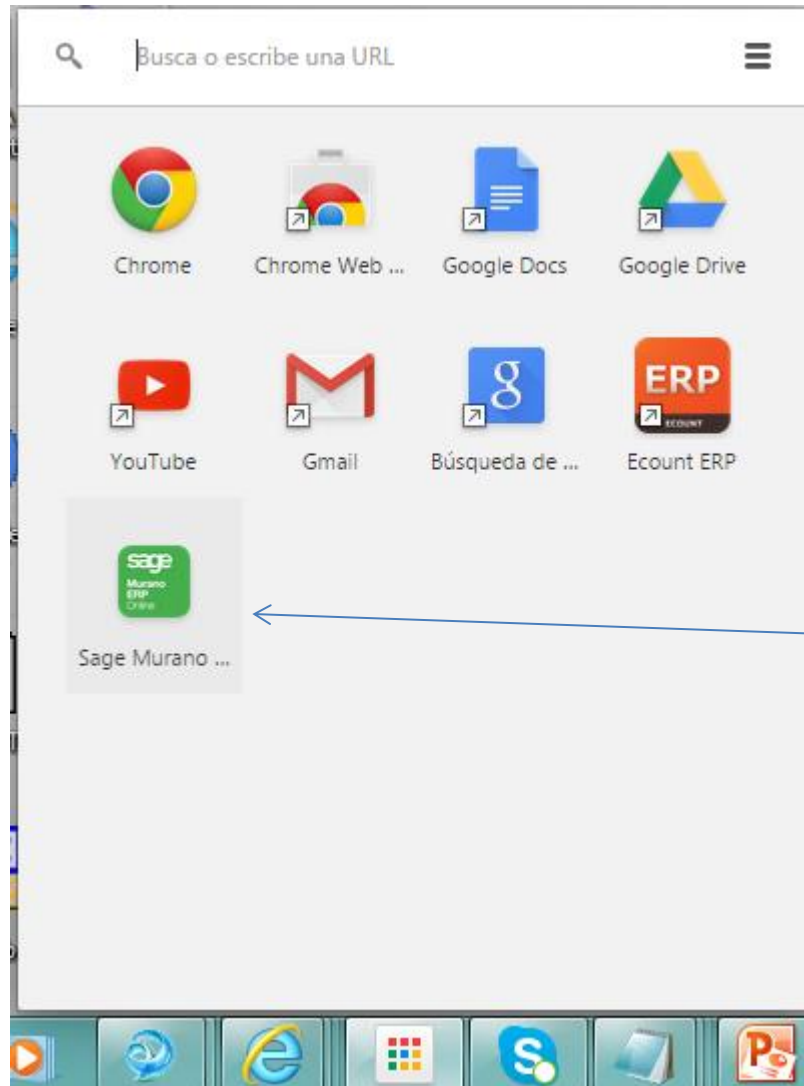 Busca o escribe una URL
Chrome
Chrome Web ...
Google Docs
Google Drive
YouTube
Gmail
g
Búsqueda de ...
ERP
ECOUNT
Ecount ERP
sage
Murano
ERP
Online
Sage Murano ...